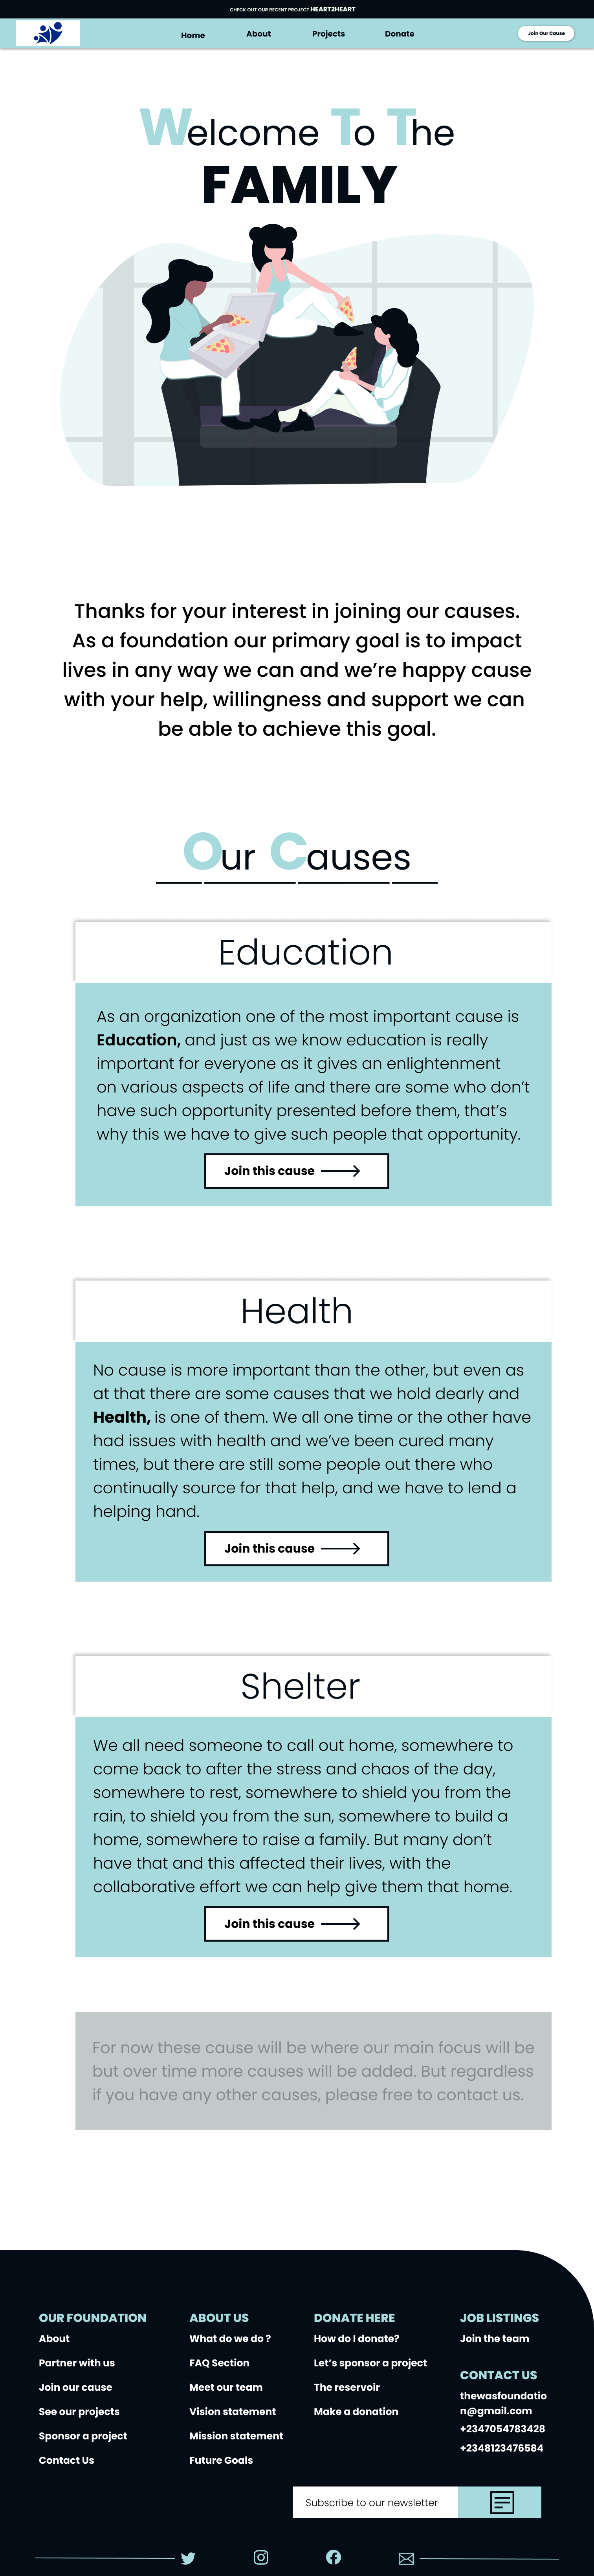 CHECK OUT OUR RECENT PROJECT HEART2HEART
Home About Projects Donate Join Our Cause
Welcome To The
FAMILY
Thanks for your interest in joining our causes.
As a foundation our primary goal is to impact
lives in any way we can and we're happy cause
with your help, willingness and support we can
be able to achieve this goal.
Our Causes
Education
As an organization one of the most important cause is
Education, and just as we know education is really
important for everyone as it gives an enlightenment
on various aspects of life and there are some who don't
have such opportunity presented before them, that's
why this we have to give such people that opportunity.
Join this cause
Health
No cause is more important than the other, but even as
at that there are some causes that we hold dearly and
Health, is one of them. We all one time or the other have
had issues with health and we've been cured many
times, but there are still some people out there who
continually source for that help, and we have to lend a
helping hand.
Join this cause
Shelter
We all need someone to call out home, somewhere to
come back to after the stress and chaos of the day,
somewhere to rest, somewhere to shield you from the
rain, to shield you from the sun, somewhere to build a
home, somewhere to raise a family. But many don't
have that and this affected their lives, with the
collaborative effort we can help give them that home.
Join this cause
For now these cause will be where our main focus will be
but over time more causes will be added. But regardless
if you have any other causes, please free to contact us.
OUR FOUNDATION
About
Partner with us
Join our cause
See our projects
Sponsor a project
Contact Us
ABOUT US
What do we do ?
FAQ Section
Meet our team
Vision statement
Mission statement
Future Goals
DONATE HERE
How do I donate?
Let's sponsor a project
The reservoir
Make a donation
JOB LISTINGS
Join the team
CONTACT US
thewasfoundatio
n@gmail.com
+2347054783428
+2348123476584
Subscribe to our newsletter